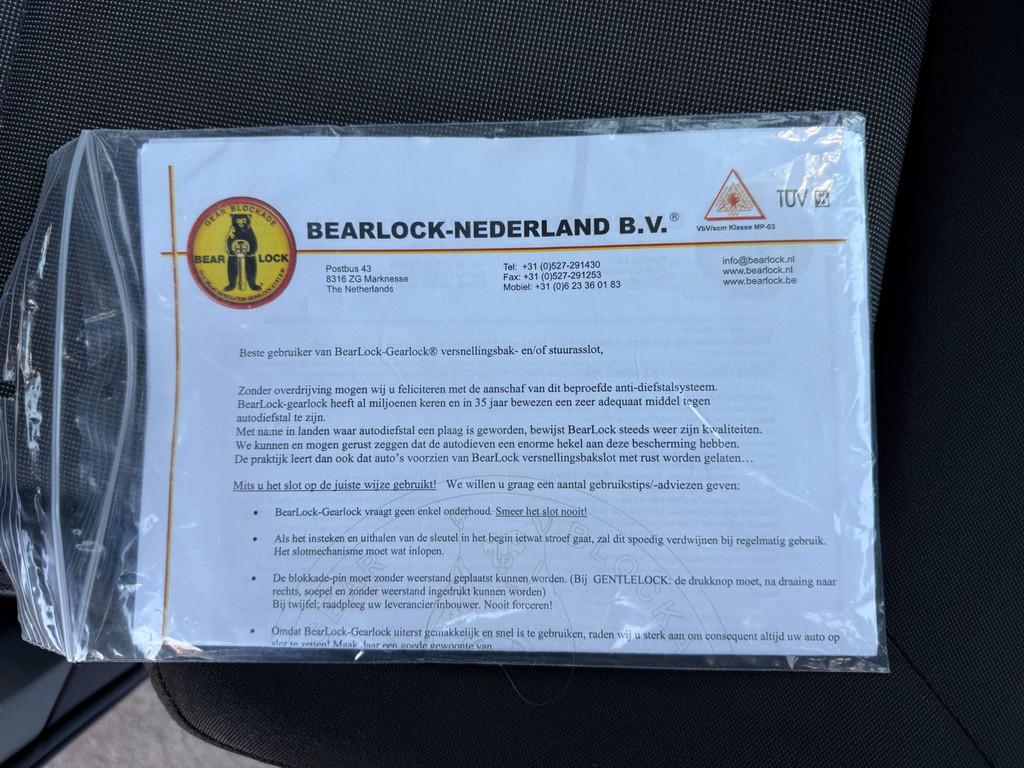 GEAR BLOCKADE
BEAR LOCK
BEARLOCK-NEDERLAND B.V.®
VbV/scm Klasse MP-03
TÜV
Postbus 43
8316 ZG Marknesse
The Netherlands
Tel: +31 (0)527-291430
Fax: +31 (0)527-291253
Mobiel: +31 (0)6 23 36 01 83
info@bearlock.nl
www.bearlock.nl
www.bearlock.be
Beste gebruiker van BearLock-Gearlock® versnellingsbak- en/of stuurasslot,
Zonder overdrijving mogen wij u feliciteren met de aanschaf van dit beproefde anti-diefstalsysteem.
BearLock-gearlock heeft al miljoenen keren en in 35 jaar bewezen een zeer adequaat middel tegen
autodiefstal te zijn.
Met name in landen waar autodiefstal een plaag is geworden, bewijst BearLock steeds weer zijn kwaliteiten.
We kunnen en mogen gerust zeggen dat de autodieven een enorme hekel aan deze bescherming hebben.
De praktijk leert dan ook dat auto's voorzien van BearLock versnellingsbakslot met rust worden gelaten…
Mits u het slot op de juiste wijze gebruikt! We willen u graag een aantal gebruikstips/-adviezen geven:
• BearLock-Gearlock vraagt geen enkel onderhoud. Smeer het slot nooit!
• Als het insteken en uithalen van de sleutel in het begin ietwat stroef gaat, zal dit spoedig verdwijnen bij regelmatig gebruik.
Het slotmechanisme moet wat inlopen.
• De blokkade-pin moet zonder weerstand geplaatst kunnen worden. (Bij GENTLELOCK: de drukknop moet, na draaing naar
rechts, soepel en zonder weerstand ingedrukt kunnen worden)
Bij twijfel; raadpleeg uw leverancier/inbouwer. Nooit forceren!
• Omdat BearLock-Gearlock uiterst gemakkelijk en snel is te gebruiken, raden wij u sterk aan om consequent altijd uw auto op
slot te zetten! Maak daar een goede gewoonte van